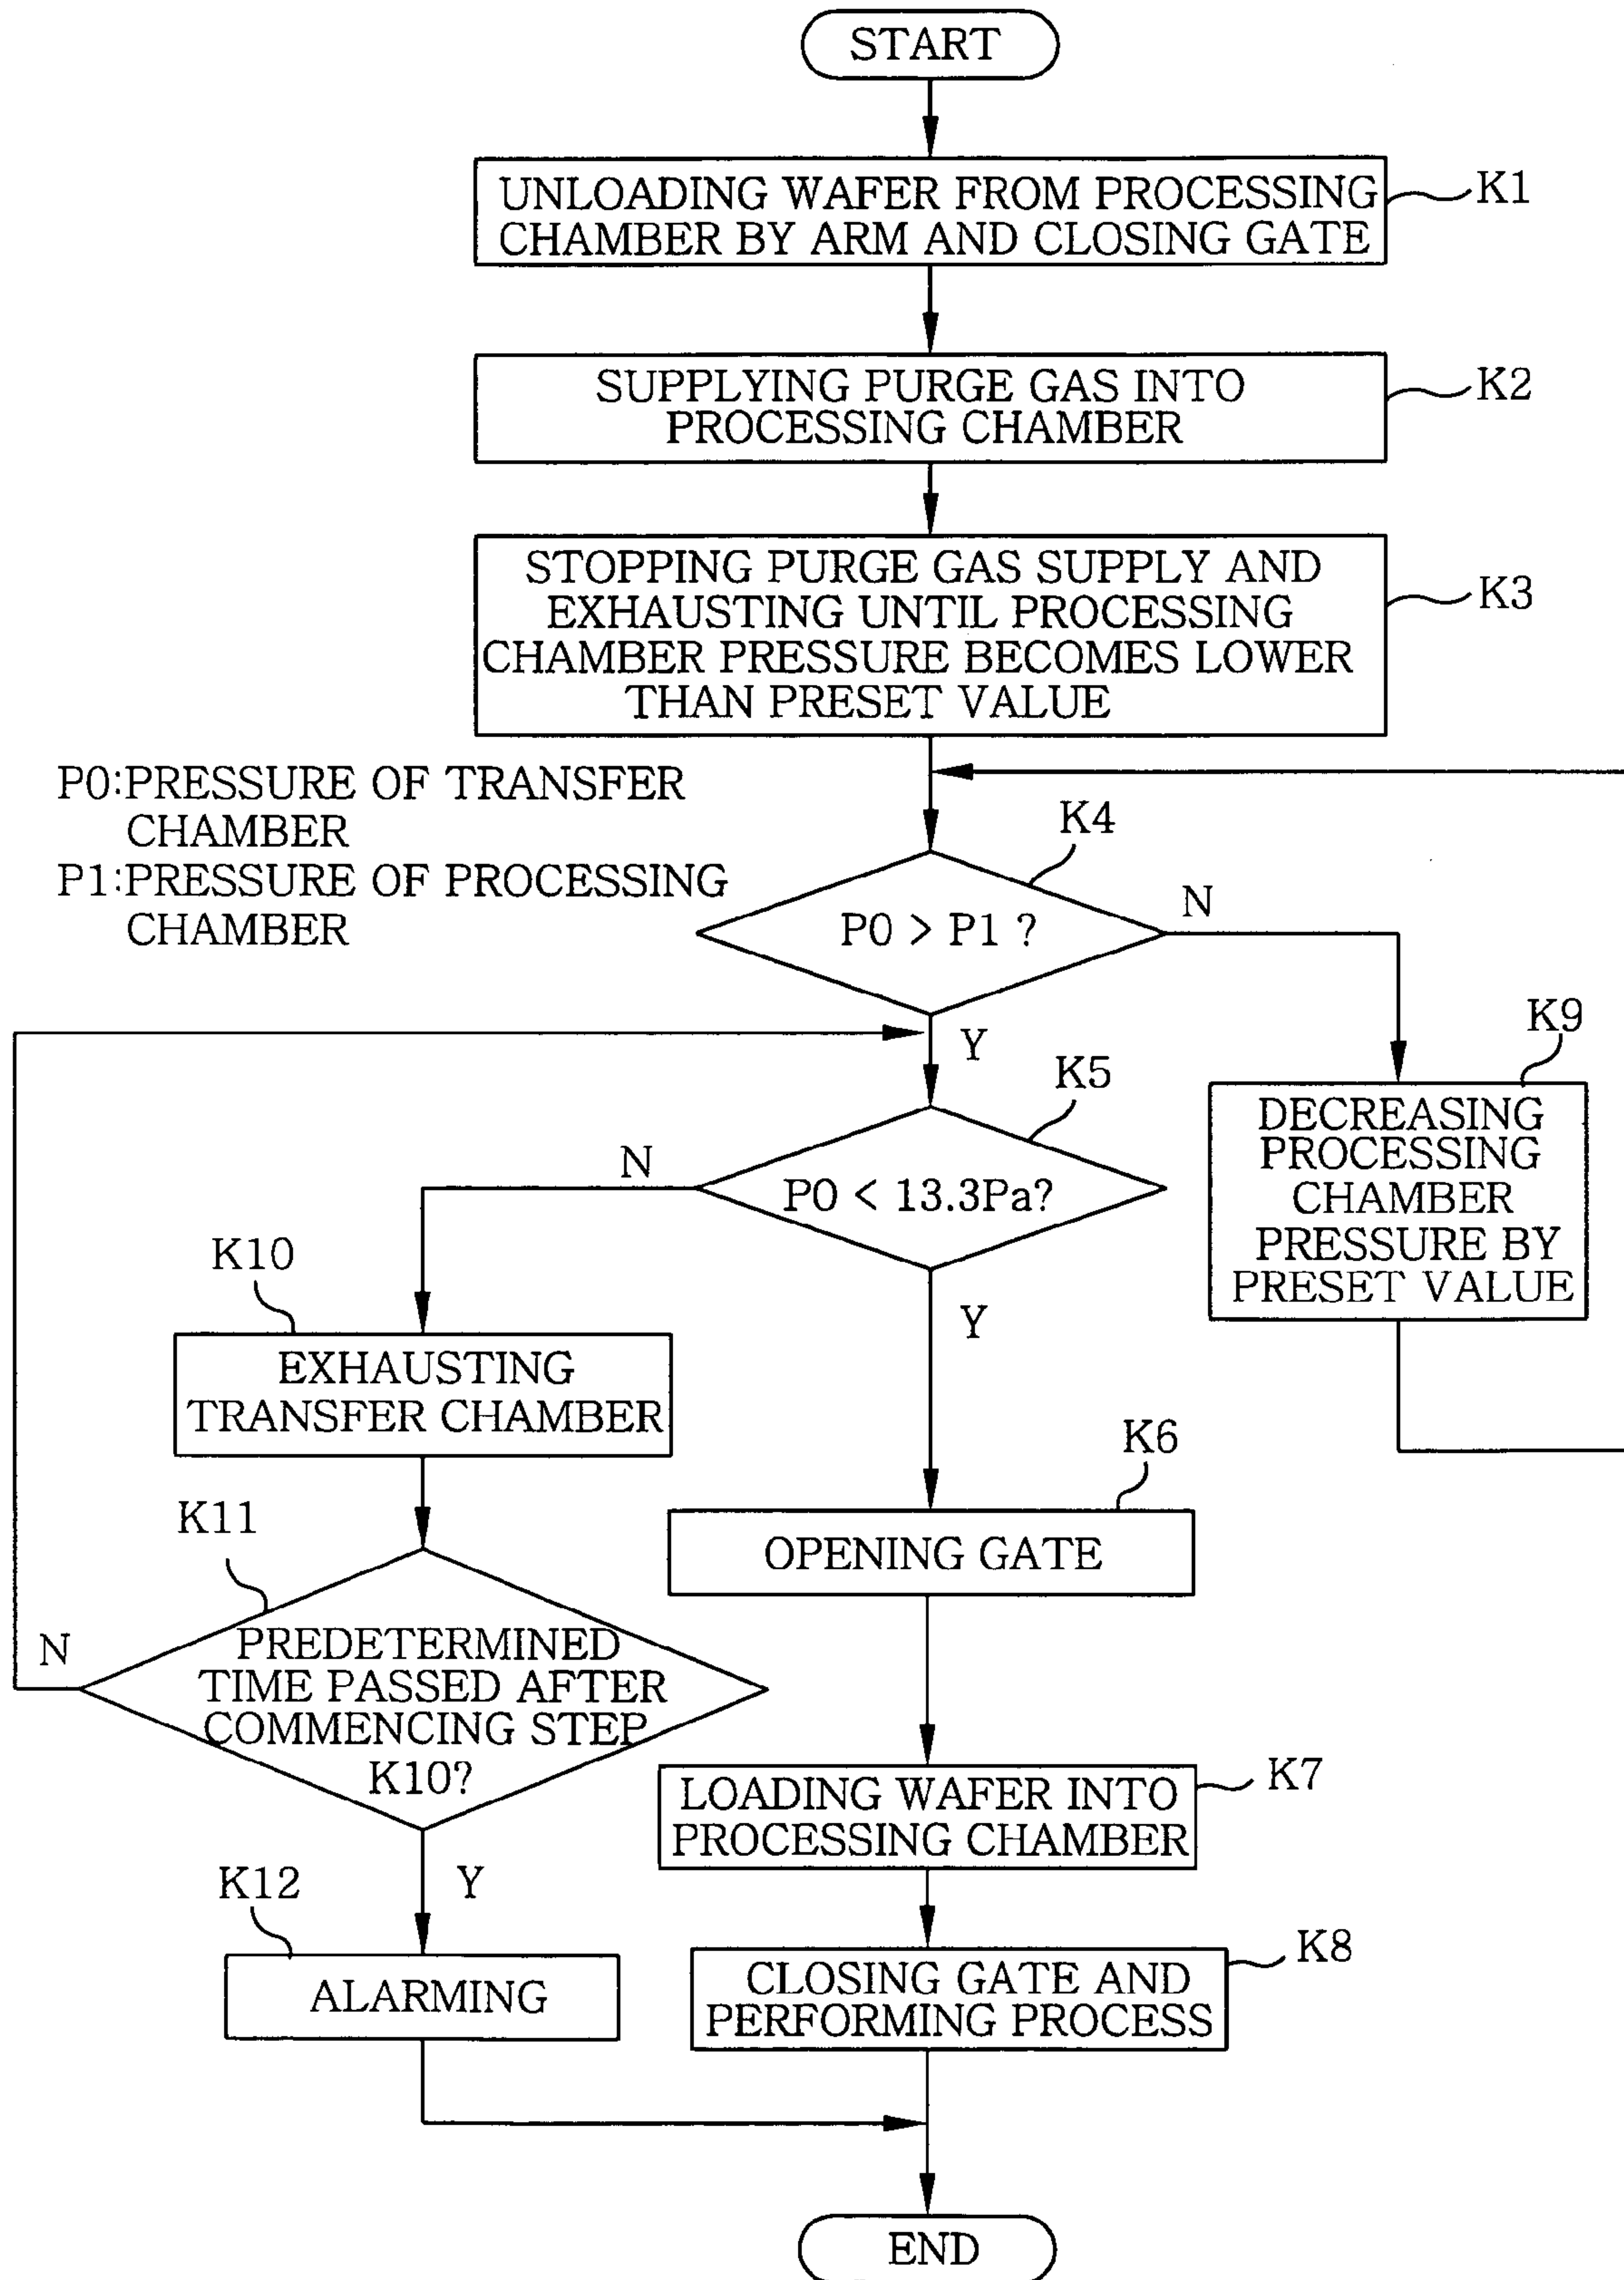 START
UNLOADING WAFER FROM PROCESSING
CHAMBER BY ARM AND CLOSING GATE
K1
SUPPLYING PURGE GAS INTO
PROCESSING CHAMBER
K2
STOPPING PURGE GAS SUPPLY AND
EXHAUSTING UNTIL PROCESSING
CHAMBER PRESSURE BECOMES LOWER
THAN PRESET VALUE
K3
P0:PRESSURE OF TRANSFER
CHAMBER
P1:PRESSURE OF PROCESSING
CHAMBER
K4
P0 > P1 ?
N
Y
K9
DECREASING
PROCESSING
CHAMBER
PRESSURE BY
PRESET VALUE
K5
P0 < 13.3Pa?
N
Y
K10
EXHAUSTING
TRANSFER CHAMBER
K6
OPENING GATE
K11
PREDETERMINED
TIME PASSED AFTER
COMMENCING STEP
K10?
N
Y
K7
LOADING WAFER INTO
PROCESSING CHAMBER
K12
ALARMING
K8
CLOSING GATE AND
PERFORMING PROCESS
END